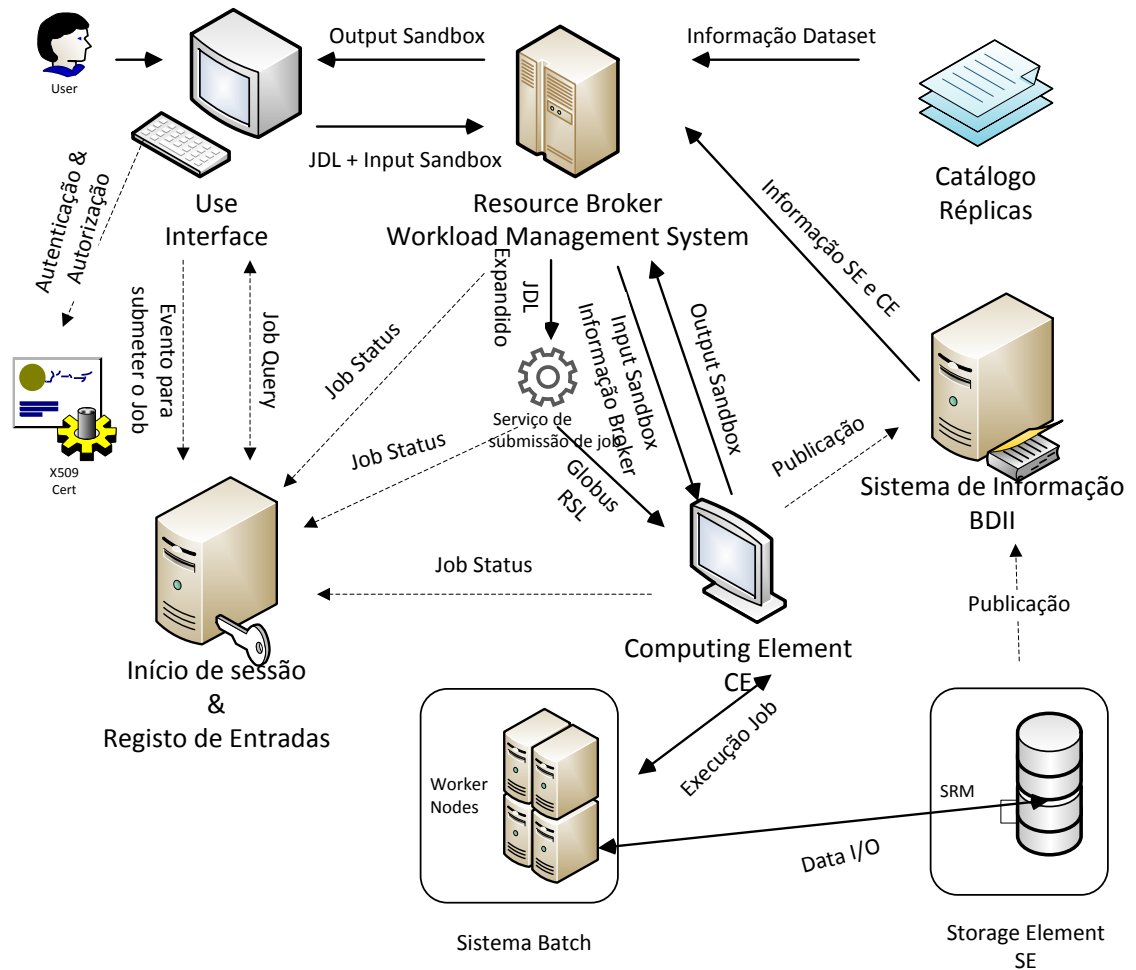 Output Sandbox
Informação Dataset
User
JDL + Input Sandbox
Autenticação &
Autorização
Use
Interface
Resource Broker
Workload Management System
Catálogo
Réplicas
Informação SE e CE
Evento para
submeter o Job
Job Query
Job Status
JDL
Expandido
Input Sandbox
Informação Broker
Output Sandbox
X509
Cert
Serviço de
submissão de job
Job Status
Globus
RSL
Publicação
Sistema de Informação
BDII
Job Status
Publicação
Início de sessão
&
Registo de Entradas
Computing Element
CE
Execução Job
Worker
Nodes
SRM
Data I/O
Sistema Batch
Storage Element
SE